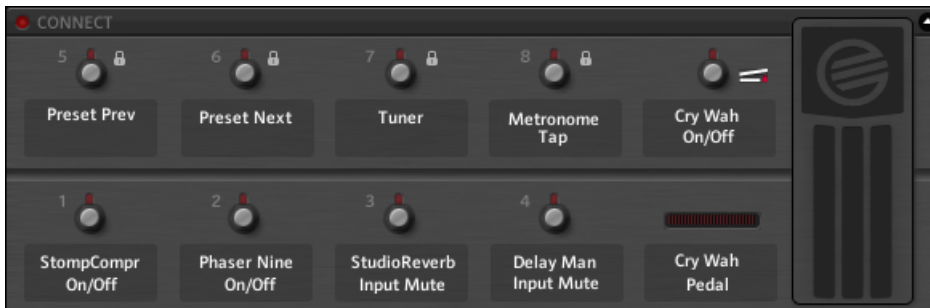 CONNECT
5
6
7
8
Preset Prev
Preset Next
Tuner
Metronome
Tap
Cry Wah
On/Off
1
2
3
4
StompCompr
On/Off
Phaser Nine
On/Off
StudioReverb
Input Mute
Delay Man
Input Mute
Cry Wah
Pedal